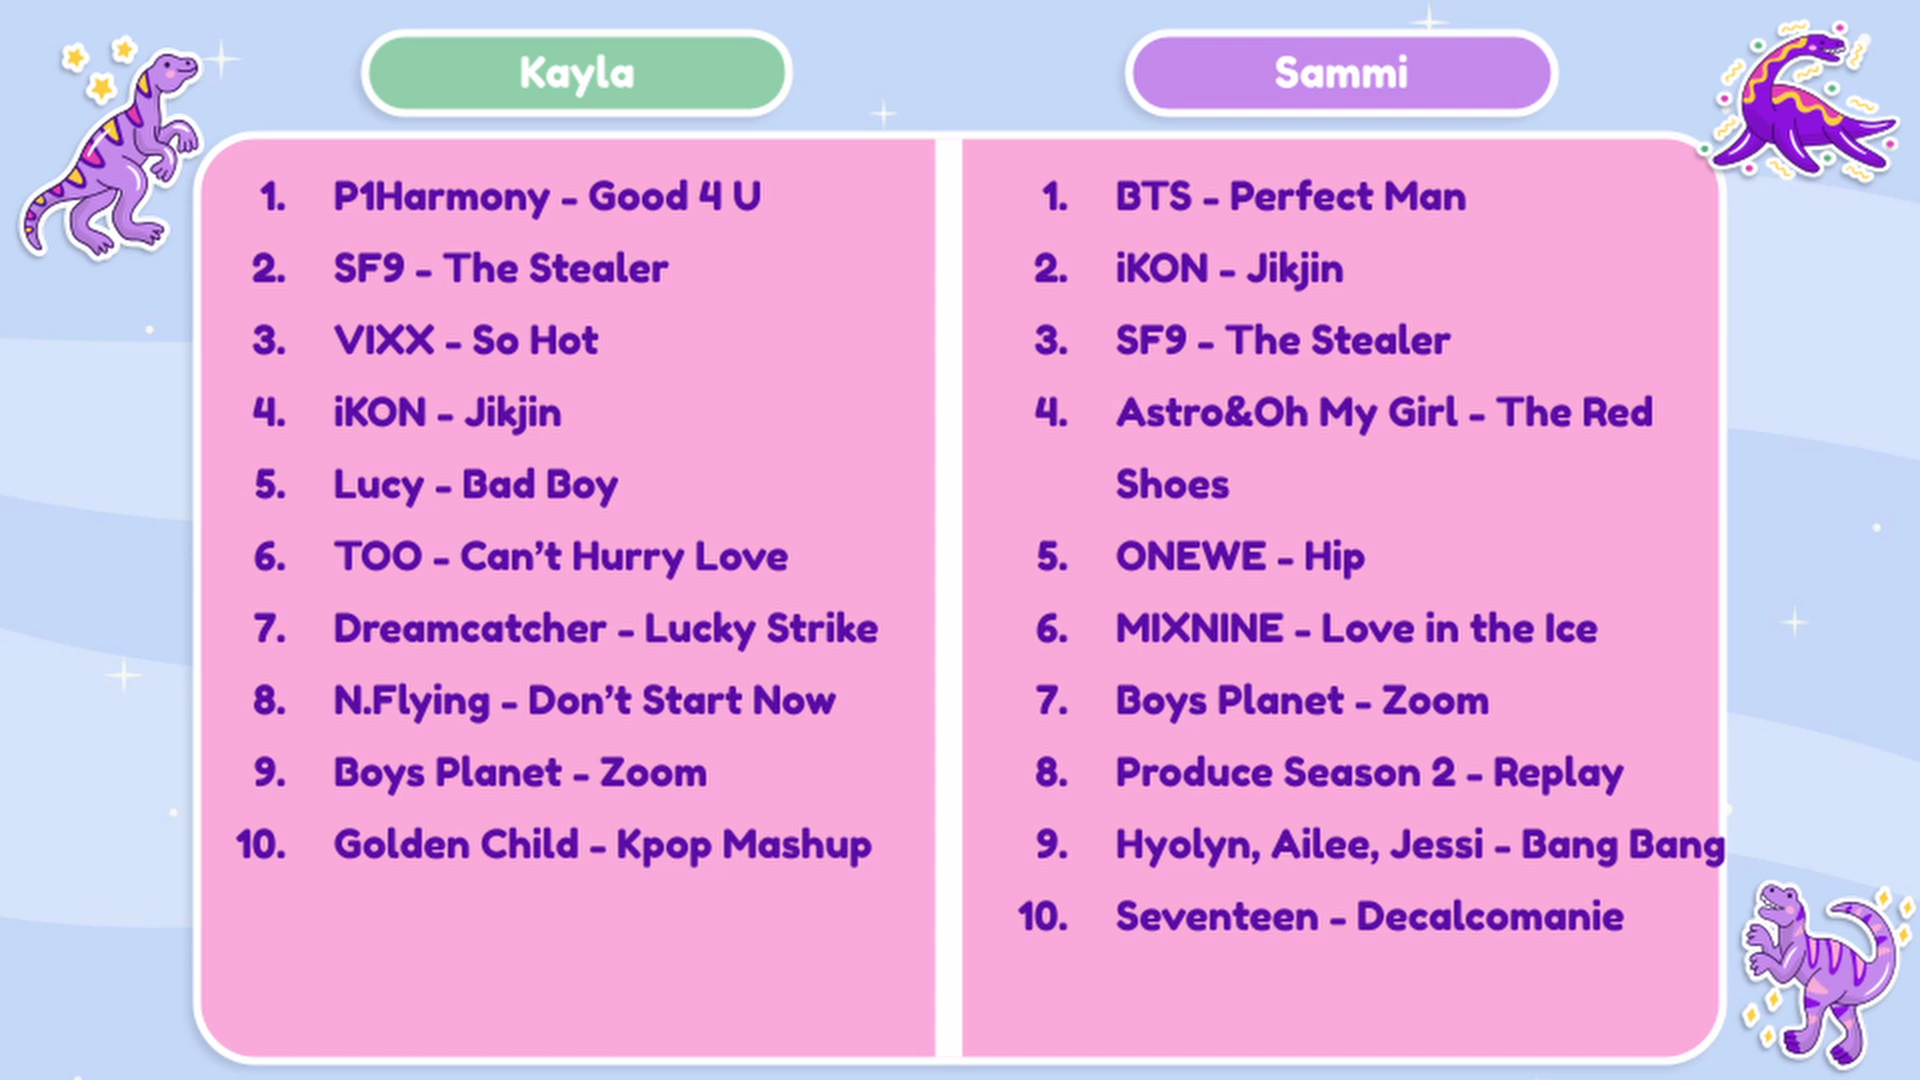 Kayla
1. P1Harmony - Good 4 U
2. SF9 - The Stealer
3. VIXX - So Hot
4. iKON - Jikjin
5. Lucy - Bad Boy
6. TOO - Can’t Hurry Love
7. Dreamcatcher - Lucky Strike
8. N.Flying - Don’t Start Now
9. Boys Planet - Zoom
10. Golden Child - Kpop Mashup
Sammi
1. BTS - Perfect Man
2. iKON - Jikjin
3. SF9 - The Stealer
4. Astro&Oh My Girl - The Red
Shoes
5. ONEWE - Hip
6. MIXNINE - Love in the Ice
7. Boys Planet - Zoom
8. Produce Season 2 - Replay
9. Hyolyn, Ailee, Jessi - Bang Bang
10. Seventeen - Decalcomanie